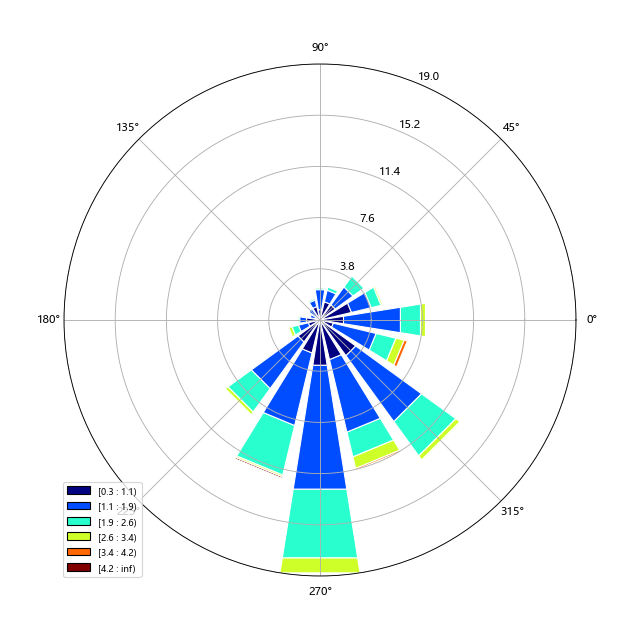 90°
19.0
135°
45°
15.2
11.4
7.6
3.8
180°
0°
[0.3 : 1.1)
[1.1 : 1.9)
225°
315°
[1.9 : 2.6)
[2.6 : 3.4)
[3.4 : 4.2)
[4.2 : inf)
270°